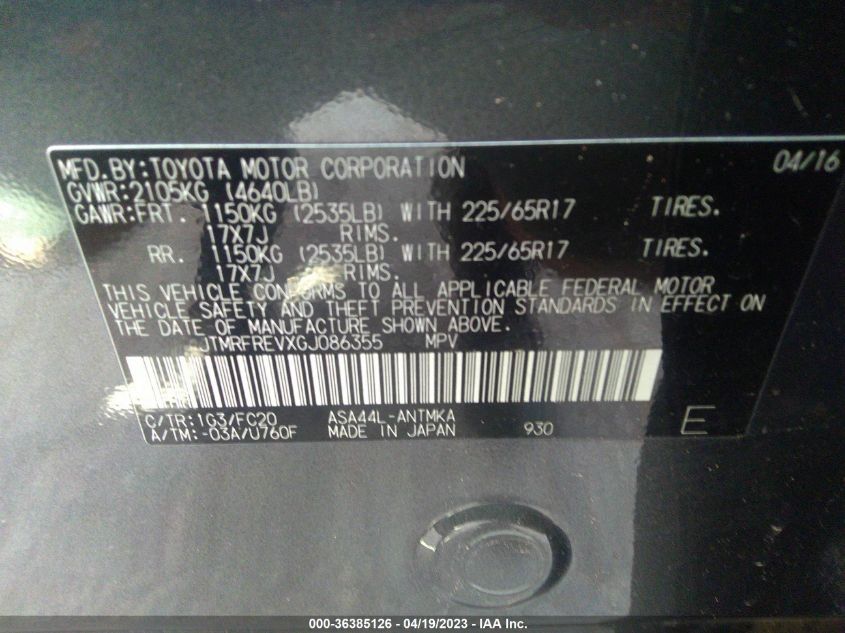 MFD.BY:TOYOTA MOTOR CORPORATION 04/16
GVWR:2105KG (4640LB)
GAWR:FRT. 1150KG (2535LB) WITH 225/65R17 TIRES.
17X7J RIMS.
RR. 1150KG (2535LB) WITH 225/65R17 TIRES.
17X7J RIMS.
THIS VEHICLE CONFORMS TO ALL APPLICABLE FEDERAL MOTOR
VEHICLE SAFETY AND THEFT PREVENTION STANDARDS IN EFFECT ON
THE DATE OF MANUFACTURE SHOWN ABOVE.
JTMRFREVXGJ086355 MPV
C/TR:1G3/FC20 ASA44L-ANTMKA
A/TM:-03A/U760F MADE IN JAPAN 930 E
000-36385126 - 04/19/2023 - IAA Inc.